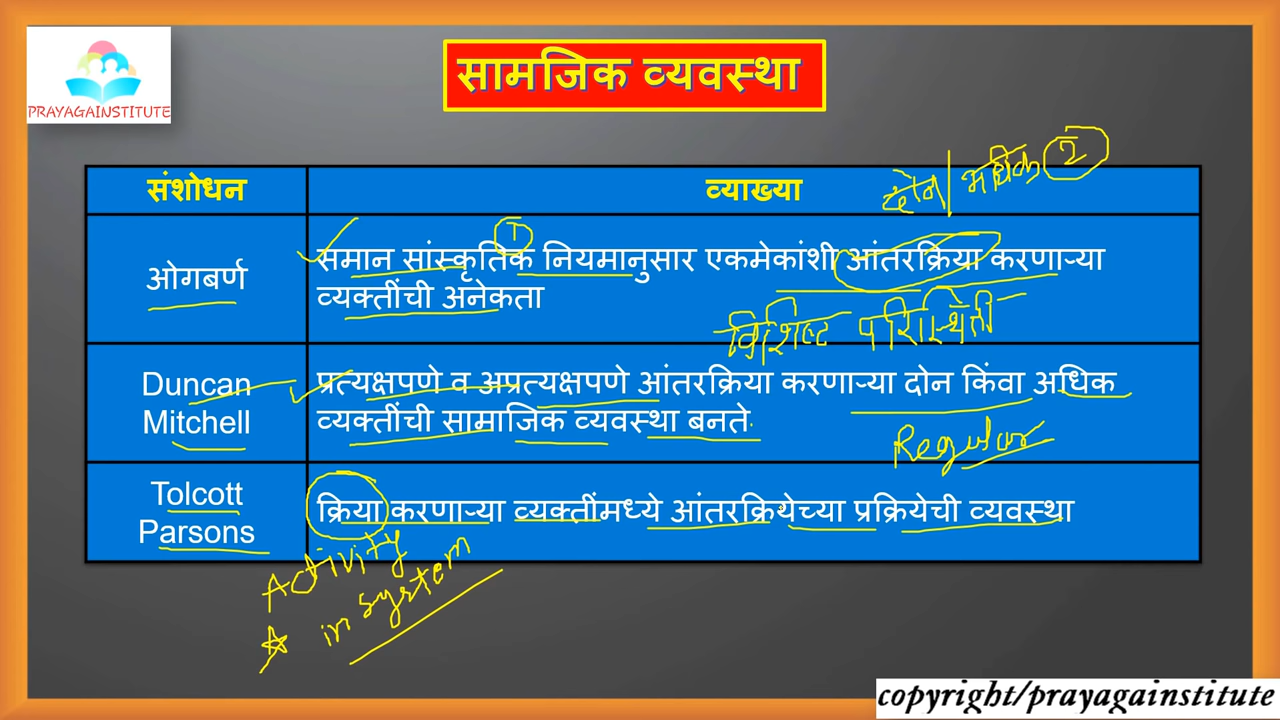 PRAYAGAINSTITUTE
सामजिक व्यवस्था
संशोधन
व्याख्या
दोन / अधिक 2
ओगबर्ण
1
समान सांस्कृतिक नियमानुसार एकमेकांशी आंतरक्रिया करणाऱ्या
व्यक्तींची अनेकता
विशिष्ट परिस्थिती
Duncan
Mitchell
प्रत्यक्षपणे व अप्रत्यक्षपणे आंतरक्रिया करणाऱ्या दोन किंवा अधिक
व्यक्तींची सामाजिक व्यवस्था बनते.
Regular
Tolcott
Parsons
क्रिया करणाऱ्या व्यक्तींमध्ये आंतरक्रियेच्या प्रक्रियेची व्यवस्था
Activity
in system
copyright/prayagainstitute